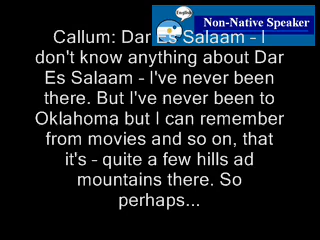 English
Non-Native Speaker
Callum: Dar Es Salaam - I
don't know anything about Dar
Es Salaam - I've never been
there. But I've never been to
Oklahoma but I can remember
from movies and so on, that
it's - quite a few hills ad
mountains there. So
perhaps...